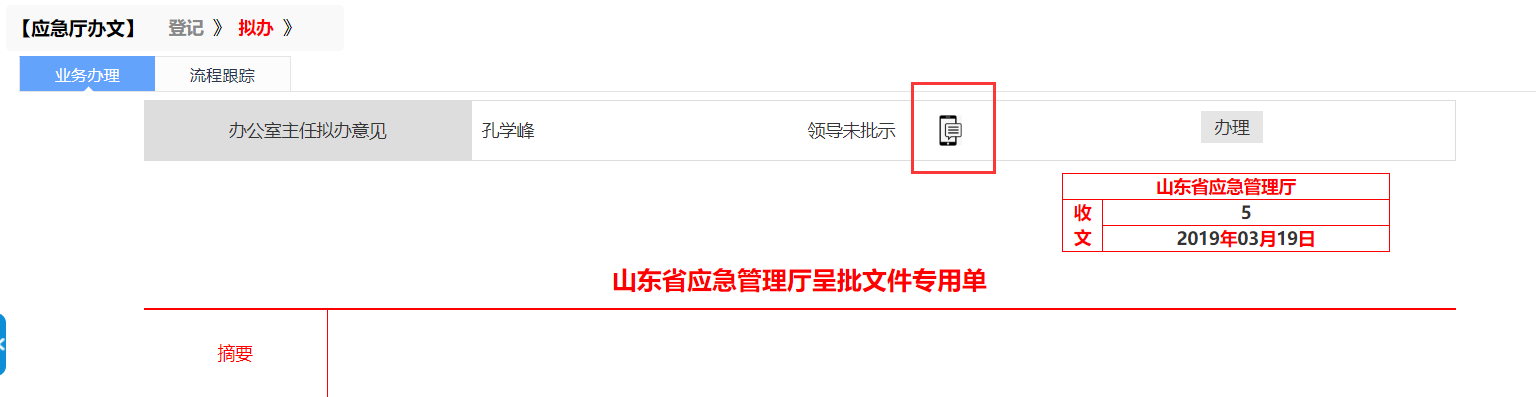 【应急厅办文】 登记 》 拟办 》
业务办理 流程跟踪
办公室主任拟办意见 孔学峰 领导未批示 办理
山东省应急管理厅
收文 5
2019年03月19日
山东省应急管理厅呈批文件专用单
摘要